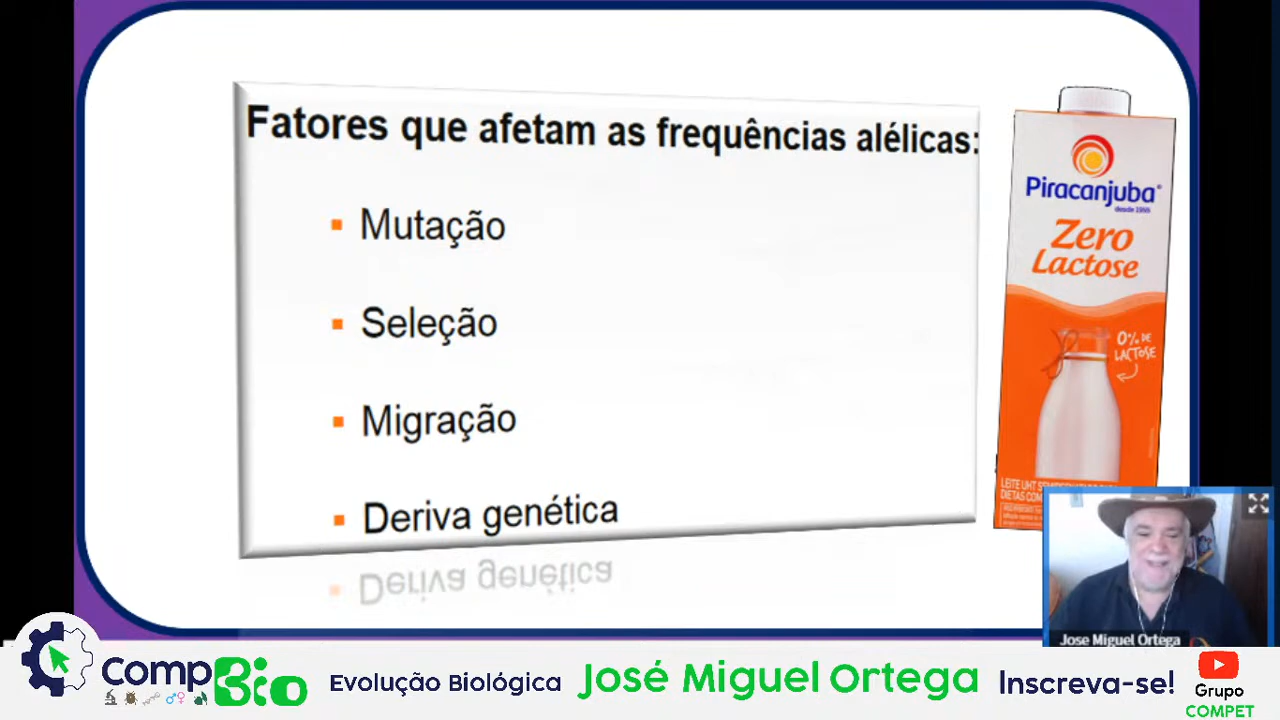 Fatores que afetam as frequências alélicas:
Mutação
Seleção
Migração
Deriva genética
Deriva genética
Piracanjuba
desde 1955
Zero
Lactose
0% DE
LACTOSE
Jose Miguel Ortega
CompBio
Evolução Biológica
José Miguel Ortega
Inscreva-se!
Grupo
COMPET